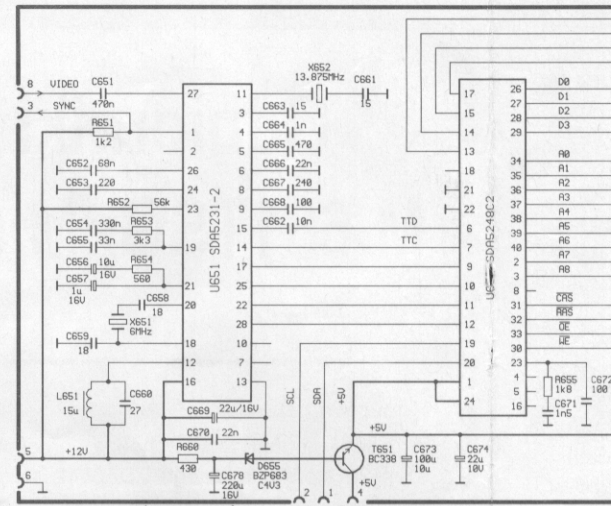 8 VIDEO C651
470n
3 SYNC
R651
1k2
C652 68n
C653 220
R652 56k
C654 330n R653
C655 33n 3k3
C656 10u R654
16V 560
C657
1u
16V
C658
18
X651
6MHz
C659
18
L651
15u
C660
27
5 +12V
6
27
1
2
26
24
23
19
21
20
18
12
16
U651 SDA5231-2
11
3
4
5
6
8
9
15
14
17
25
22
28
10
7
13
X652
13.875MHz
C661
15
C663 15
C664 1n
C665 470
C666 22n
C667 240
C668 100
C662 10n
TTD
TTC
C669 22u/16V
C670 22n
R660
430
C678
220u
16V
D655
BZP683
C4V3
SCL
SDA
+5V
2
1
4
+5V
+5V
T651
BC338
C673
100u
10u
C674
22u
10V
17
15
14
13
18
21
22
6
7
9
10
11
12
19
20
1
24
SDA5248C2
26 D0
27 D1
28 D2
29 D3
34 A0
35 A1
36 A2
37 A3
38 A4
39 A5
40 A6
2 A7
3 A8
8
31 CAS
32 RAS
33 OE
30 WE
23
4
5
16
R655
1k8
C671
1n5
C672
100